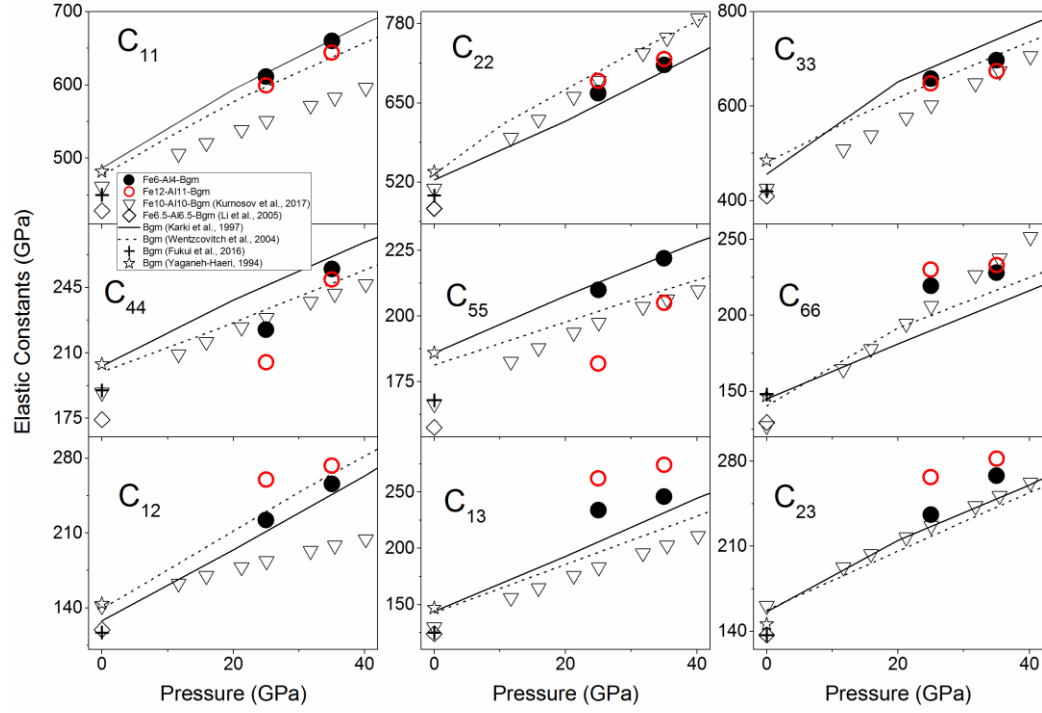 700
600
500
C11
Fe6-Al4-Bgm
Fe12-Al11-Bgm
Fe10-Al10-Bgm (Kurnosov et al., 2017)
Fe6.5-Al6.5-Bgm (Li et al., 2005)
Bgm (Karki et al., 1997)
Bgm (Wentzcovitch et al., 2004)
Bgm (Fukui et al., 2016)
Bgm (Yaganeh-Haeri, 1994)
780
650
520
C22
800
600
400
C33
Elastic Constants (GPa)
245
210
175
C44
225
200
175
C55
250
200
150
C66
280
210
140
C12
250
200
150
C13
280
210
140
C23
0 20 40
0 20 40
0 20 40
Pressure (GPa)
Pressure (GPa)
Pressure (GPa)